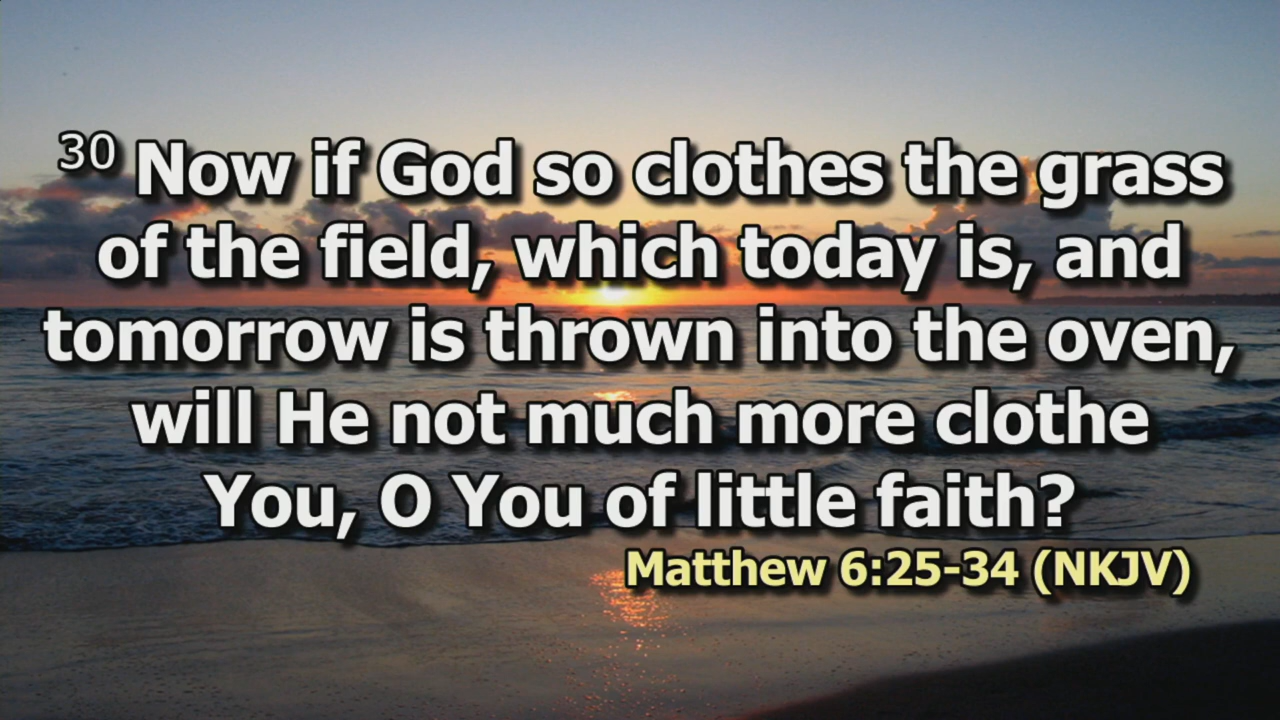 30 Now if God so clothes the grass
of the field, which today is, and
tomorrow is thrown into the oven,
will He not much more clothe
You, O You of little faith?
Matthew 6:25-34 (NKJV)